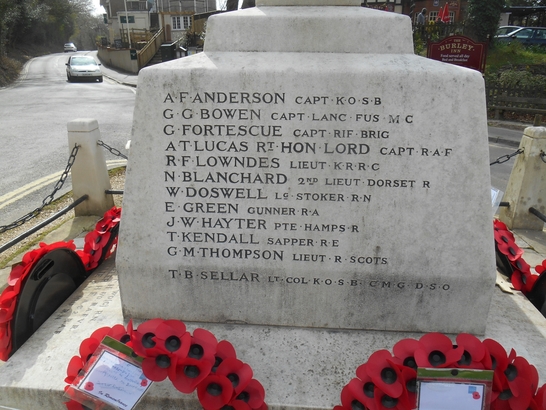 THE
BURLEY
INN
A·F·ANDERSON CAPT·K·O·S·B
G·G·BOWEN CAPT·LANC·FUS·M·C
G·FORTESCUE CAPT·RIF·BRIG
A·T·LUCAS RT·HON·LORD CAPT·R·A·F
R·F·LOWNDES LIEUT·K·R·R·C
N·BLANCHARD 2ND LIEUT·DORSET R
W·DOSWELL LG·STOKER·R·N
E·GREEN GUNNER·R·A
J·W·HAYTER PTE·HAMPS·R
T·KENDALL SAPPER·R·E
G·M·THOMPSON LIEUT·R·SCOTS
T·B·SELLAR LT·COL·K·O·S·B·C·M·G·D·S·O